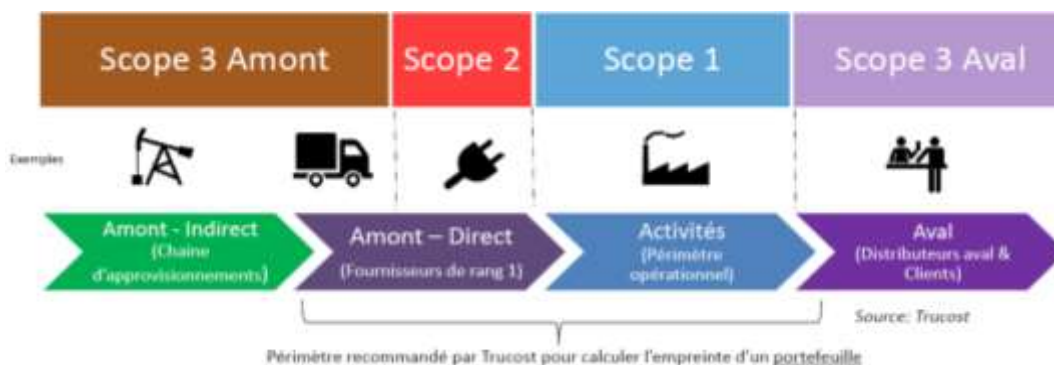 Scope 3 Amont
Scope 2
Scope 1
Scope 3 Aval
Exemples
Amont - Indirect
(Chaine
d'approvisionnements)
Amont – Direct
(Fournisseurs de rang 1)
Activités
(Périmètre
opérationnel)
Aval
(Distributeurs aval &
Clients)
Source: Trucost
Périmètre recommandé par Trucost pour calculer l'empreinte d'un portefeuille